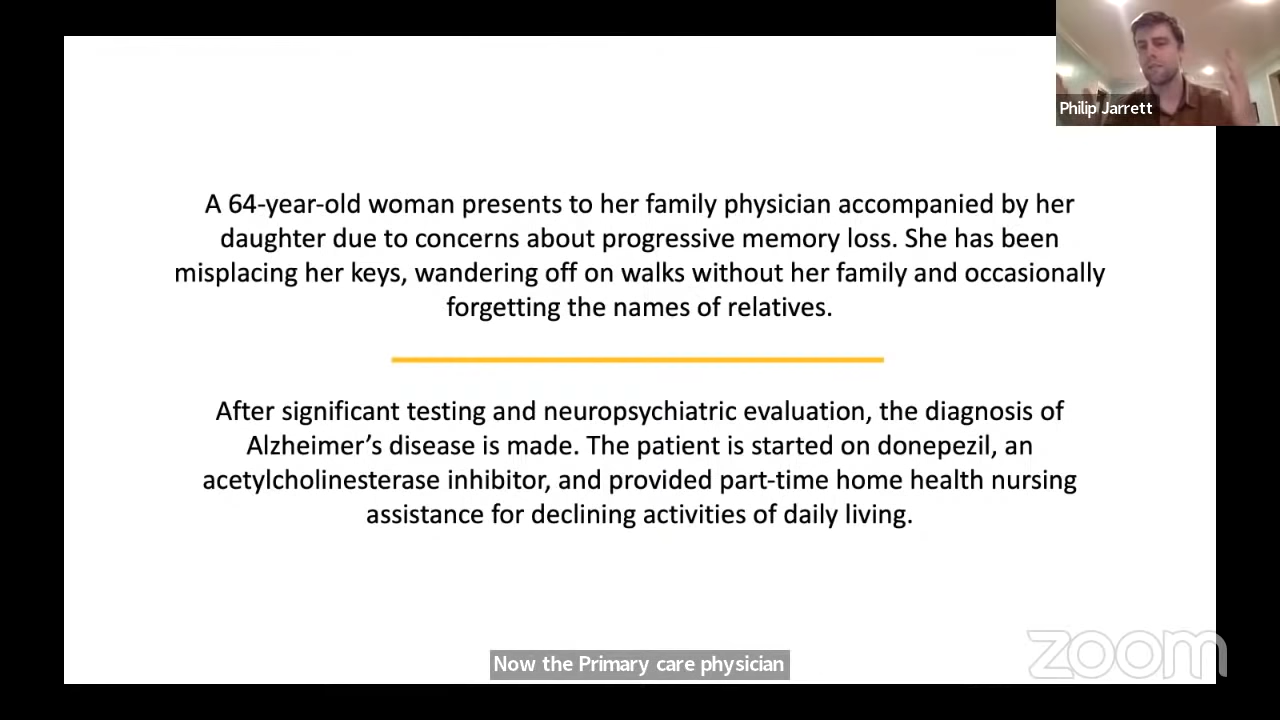 Philip Jarrett
A 64-year-old woman presents to her family physician accompanied by her
daughter due to concerns about progressive memory loss. She has been
misplacing her keys, wandering off on walks without her family and occasionally
forgetting the names of relatives.
After significant testing and neuropsychiatric evaluation, the diagnosis of
Alzheimer’s disease is made. The patient is started on donepezil, an
acetylcholinesterase inhibitor, and provided part-time home health nursing
assistance for declining activities of daily living.
Now the Primary care physician
zoom